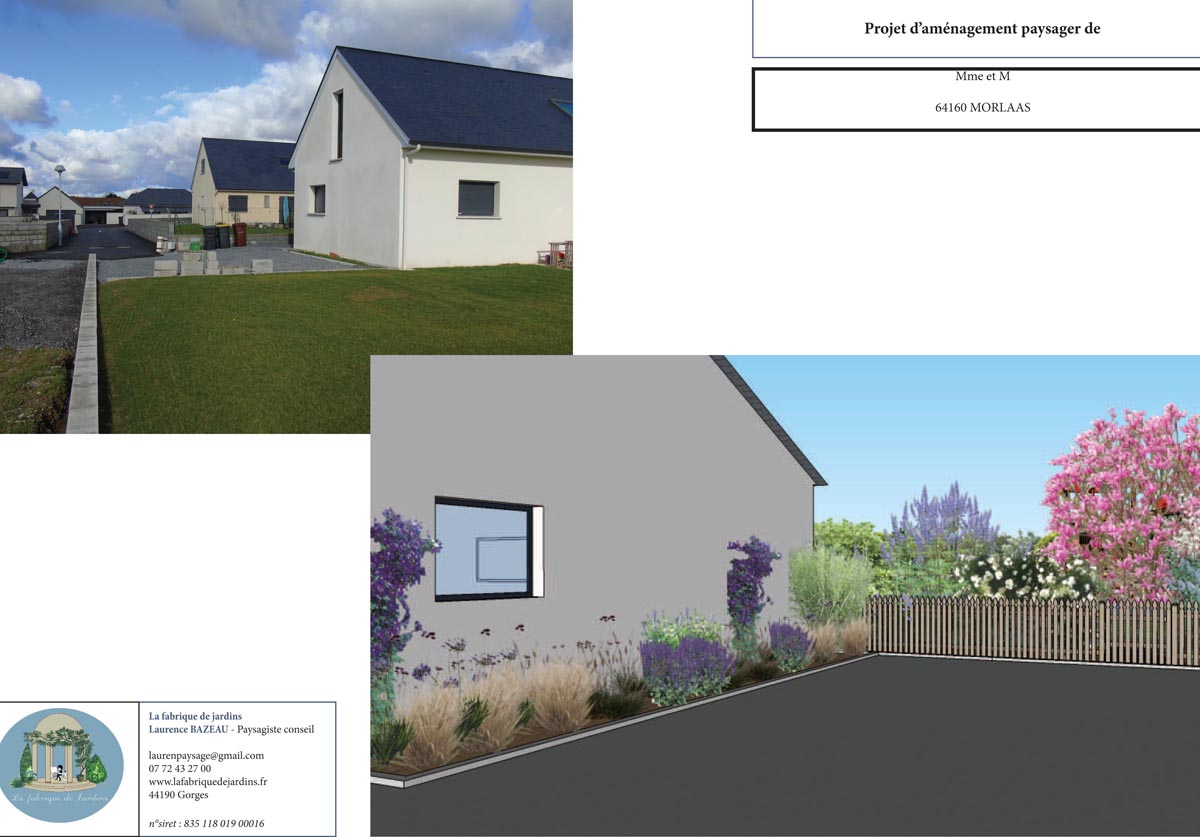 Projet d'aménagement paysager de
Mme et M
64160 MORLAAS
La fabrique de jardins
Laurence BAZEAU - Paysagiste conseil
laurenpaysage@gmail.com
07 72 43 27 00
www.lafabriquedejardins.fr
44190 Gorges
n°siret : 835 118 019 00016
La fabrique de Jardins